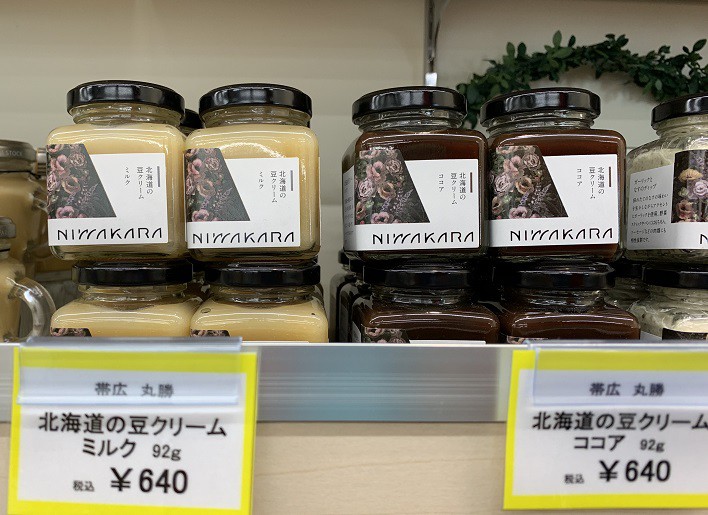 北海道の
豆クリーム
ミルク
NIWAKARA
北海道の
豆クリーム
ミルク
NIWAKARA
北海道の
豆クリーム
ココア
NIWAKARA
北海道の
豆クリーム
ココア
NIWAKARA
帯広 丸勝
北海道の豆クリーム
ミルク 92g
税込 ¥640
帯広 丸勝
北海道の豆クリーム
ココア 92g
税込 ¥640